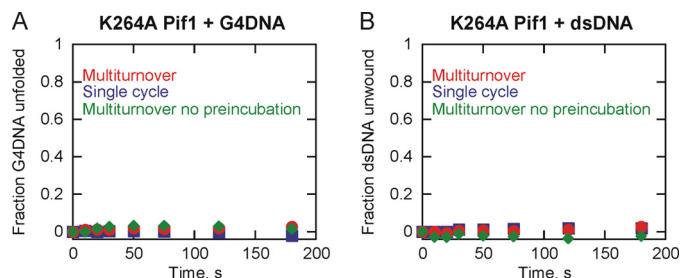 A
K264A Pif1 + G4DNA
Fraction G4DNA unfolded
1
0.8
0.6
0.4
0.2
0
Multiturnover
Single cycle
Multiturnover no preincubation
0 50 100 150 200
Time, s
B
K264A Pif1 + dsDNA
Fraction dsDNA unwound
1
0.8
0.6
0.4
0.2
0
Multiturnover
Single cycle
Multiturnover no preincubation
0 50 100 150 200
Time, s